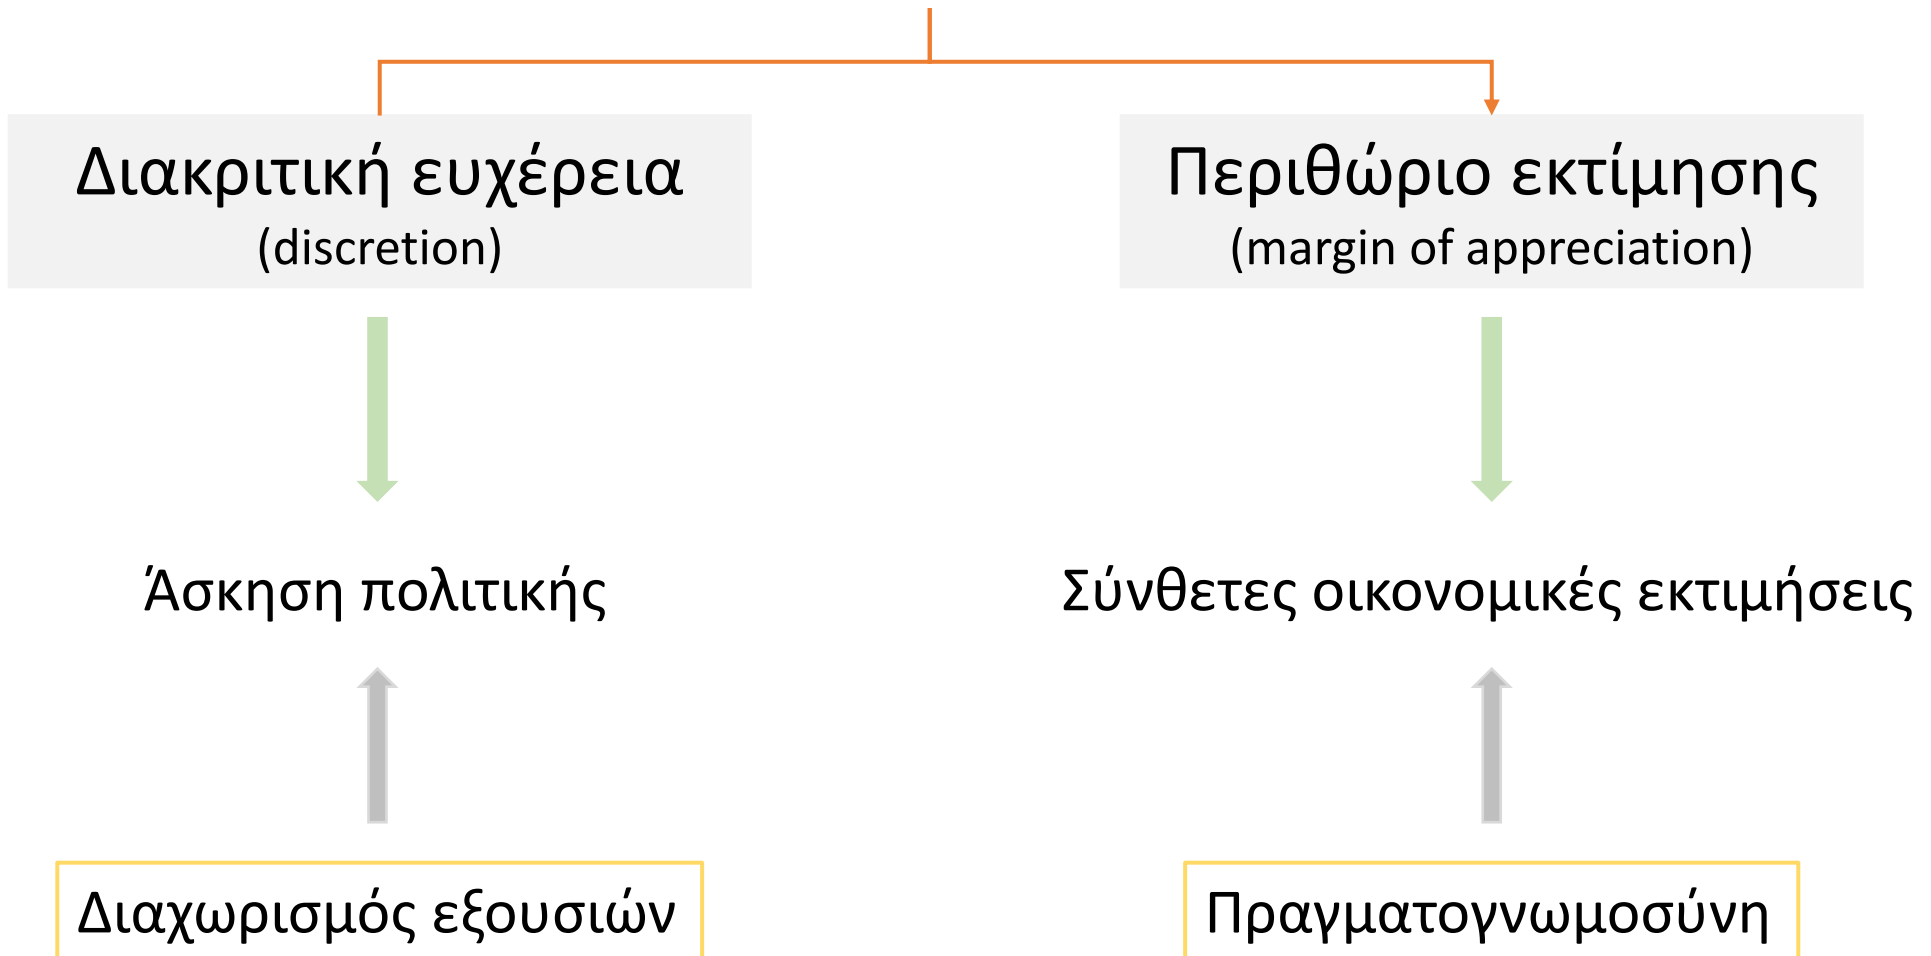 Διακριτική ευχέρεια
(discretion)
Περιθώριο εκτίμησης
(margin of appreciation)
Άσκηση πολιτικής
Σύνθετες οικονομικές εκτιμήσεις
Διαχωρισμός εξουσιών
Πραγματογνωμοσύνη